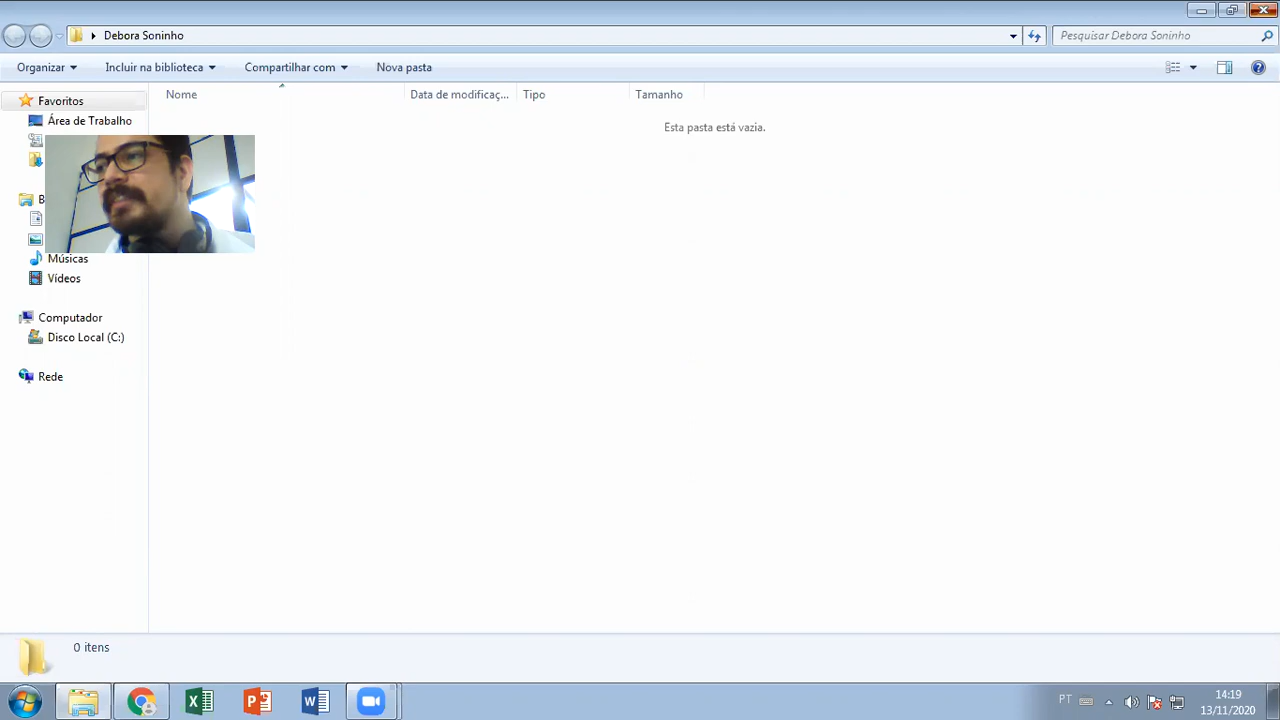 Debora Soninho
Pesquisar Debora Soninho
Organizar
Incluir na biblioteca
Compartilhar com
Nova pasta
Favoritos
Nome
Data de modificaç...
Tipo
Tamanho
Área de Trabalho
Esta pasta está vazia.
B
Músicas
Vídeos
Computador
Disco Local (C:)
Rede
0 itens
PT
14:19
13/11/2020